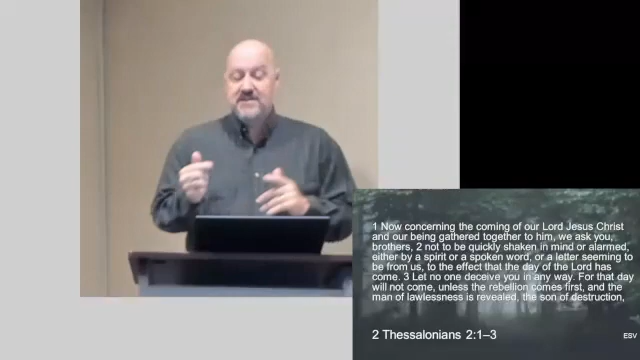 1 Now concerning the coming of our Lord Jesus Christ
and our being gathered together to him, we ask you,
brothers, 2 not to be quickly shaken in mind or alarmed,
either by a spirit or a spoken word, or a letter seeming to
be from us, to the effect that the day of the Lord has
come. 3 Let no one deceive you in any way. For that day
will not come, unless the rebellion comes first, and the
man of lawlessness is revealed, the son of destruction,
2 Thessalonians 2:1–3
ESV